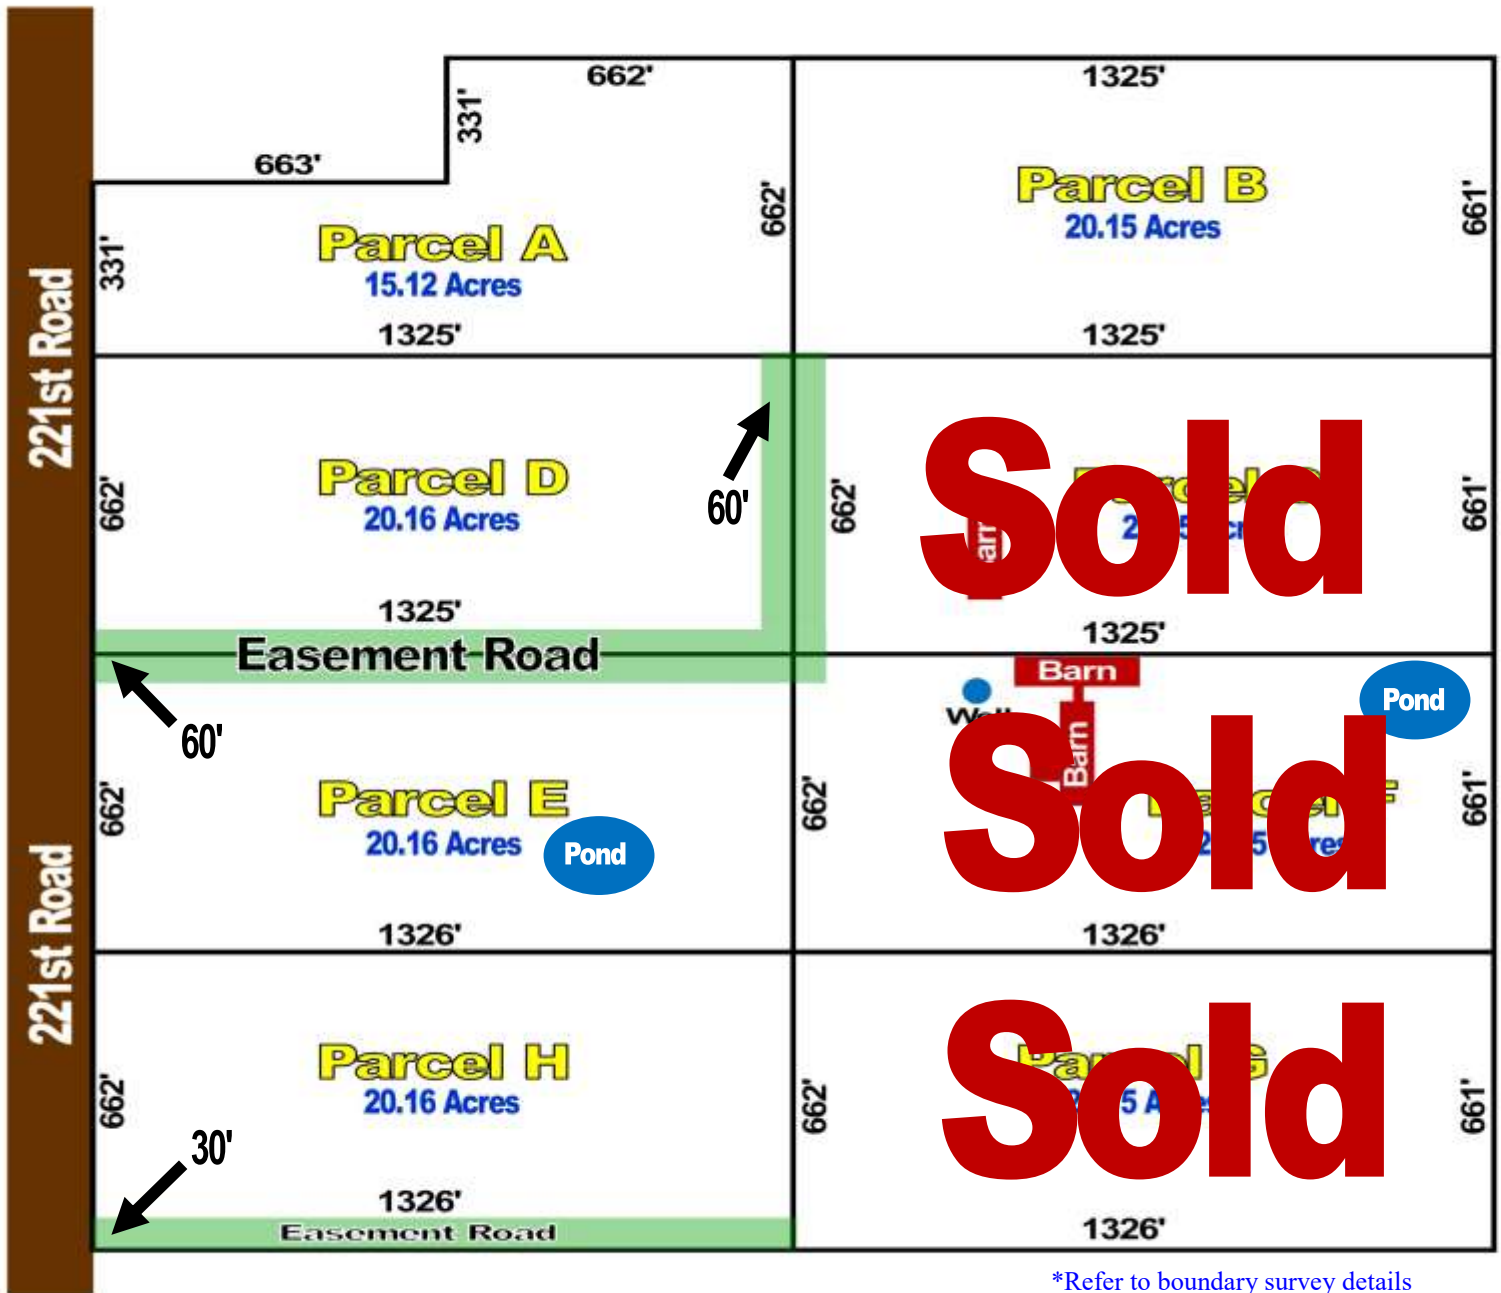 662'
1325'
331'
663'
Parcel A
15.12 Acres
331'
662'
1325'
Parcel B
20.15 Acres
661'
1325'
221st Road
Parcel D
20.16 Acres
662'
60'
662'
1325'
Sold
661'
1325'
Easement Road
60'
Barn
Barn
Pond
Parcel E
20.16 Acres
Pond
662'
662'
Sold
661'
1326'
1326'
221st Road
Parcel H
20.16 Acres
662'
662'
Sold
661'
30'
1326'
Easement Road
1326'
*Refer to boundary survey details